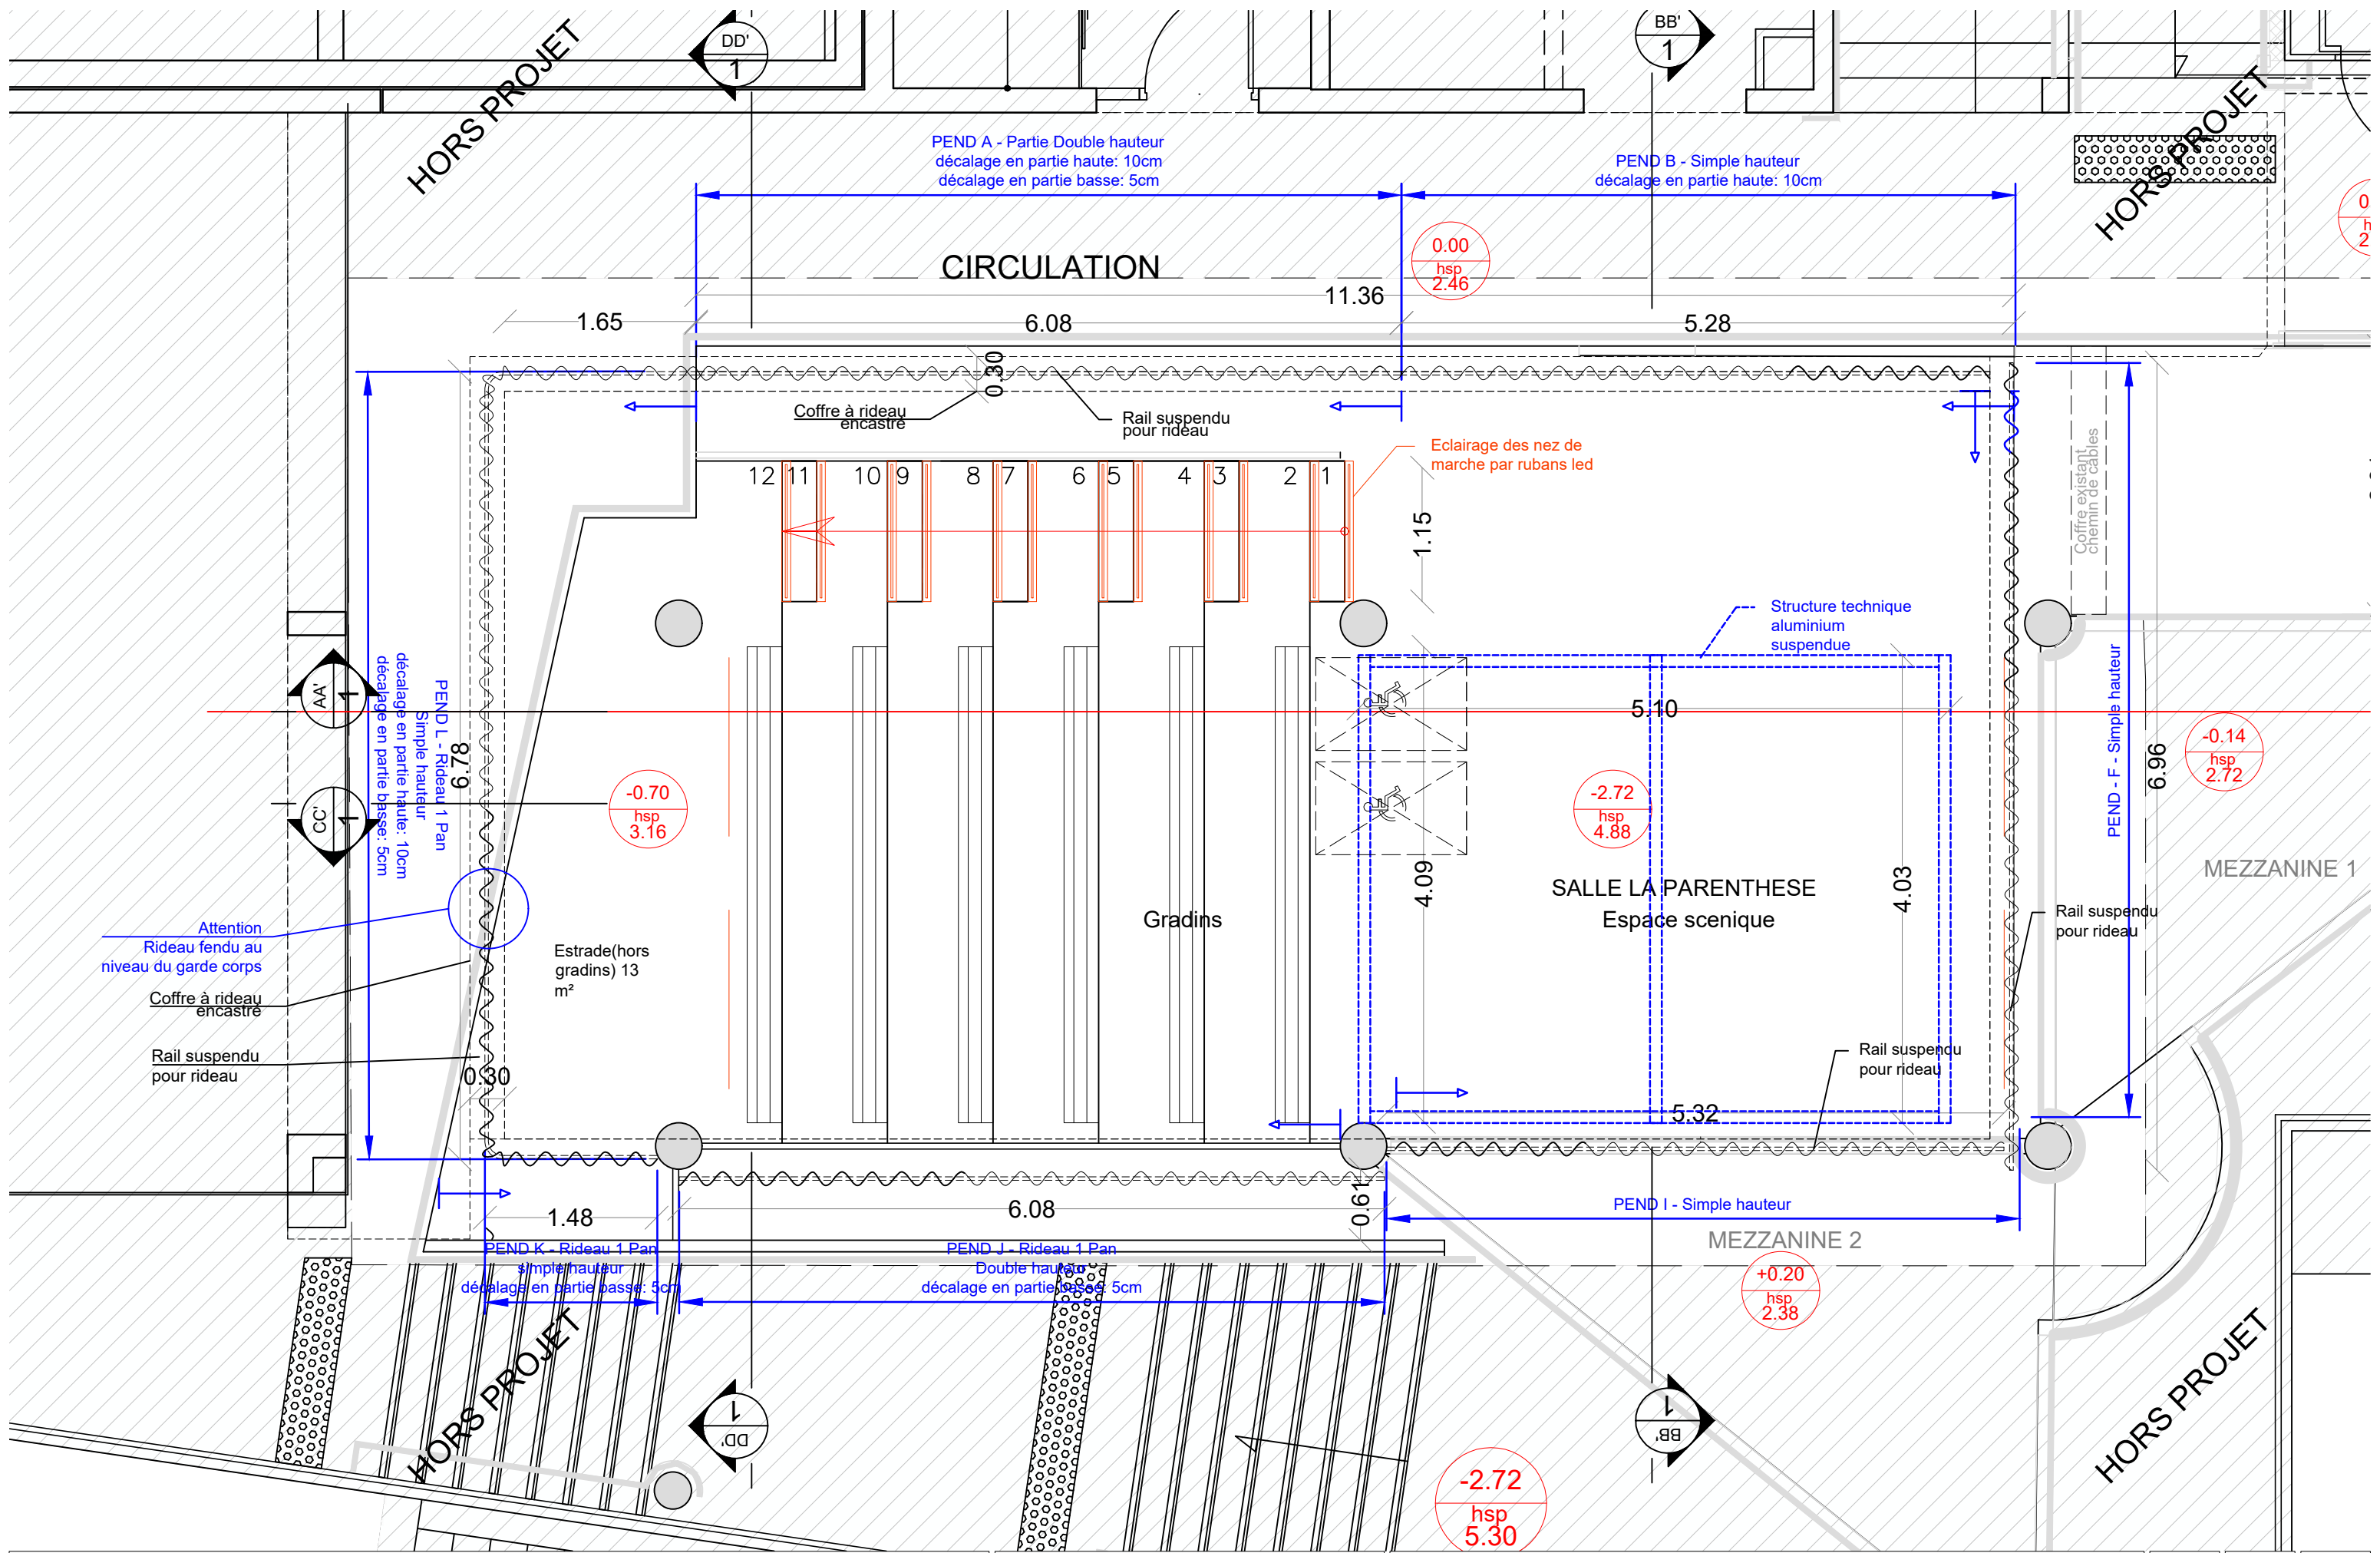 HORS PROJET
DD'
1
BB'
1
HORS PROJET
PEND A - Partie Double hauteur
décalage en partie haute: 10cm
décalage en partie basse: 5cm
PEND B - Simple hauteur
décalage en partie haute: 10cm
CIRCULATION
0.00
hsp
2.46
11.36
1.65
6.08
5.28
0.30
Coffre à rideau
encastré
Rail suspendu
pour rideau
Eclairage des nez de
marche par rubans led
12 11 10 9 8 7 6 5 4 3 2 1
1.15
Coffre existant
chemin de cables
Structure technique
aluminium
suspendue
5.10
AA'
1
CC'
1
PEND L - Rideau 1 Pan
Simple hauteur
décalage en partie haute: 10cm
décalage en partie basse: 5cm
6.78
-0.70
hsp
3.16
-2.72
hsp
4.88
PEND - F - Simple hauteur
6.96
-0.14
hsp
2.72
MEZZANINE 1
4.09
4.03
SALLE LA PARENTHESE
Espace scenique
Gradins
Attention
Rideau fendu au
niveau du garde corps
Estrade(hors
gradins) 13
m²
Coffre à rideau
encastré
Rail suspendu
pour rideau
Rail suspendu
pour rideau
Rail suspendu
pour rideau
0.30
5.32
1.48
6.08
0.61
PEND I - Simple hauteur
MEZZANINE 2
PEND K - Rideau 1 Pan
simple hauteur
décalage en partie basse: 5cm
PEND J - Rideau 1 Pan
Double hauteur
décalage en partie basse: 5cm
+0.20
hsp
2.38
HORS PROJET
1
DD'
1
BB'
HORS PROJET
-2.72
hsp
5.30